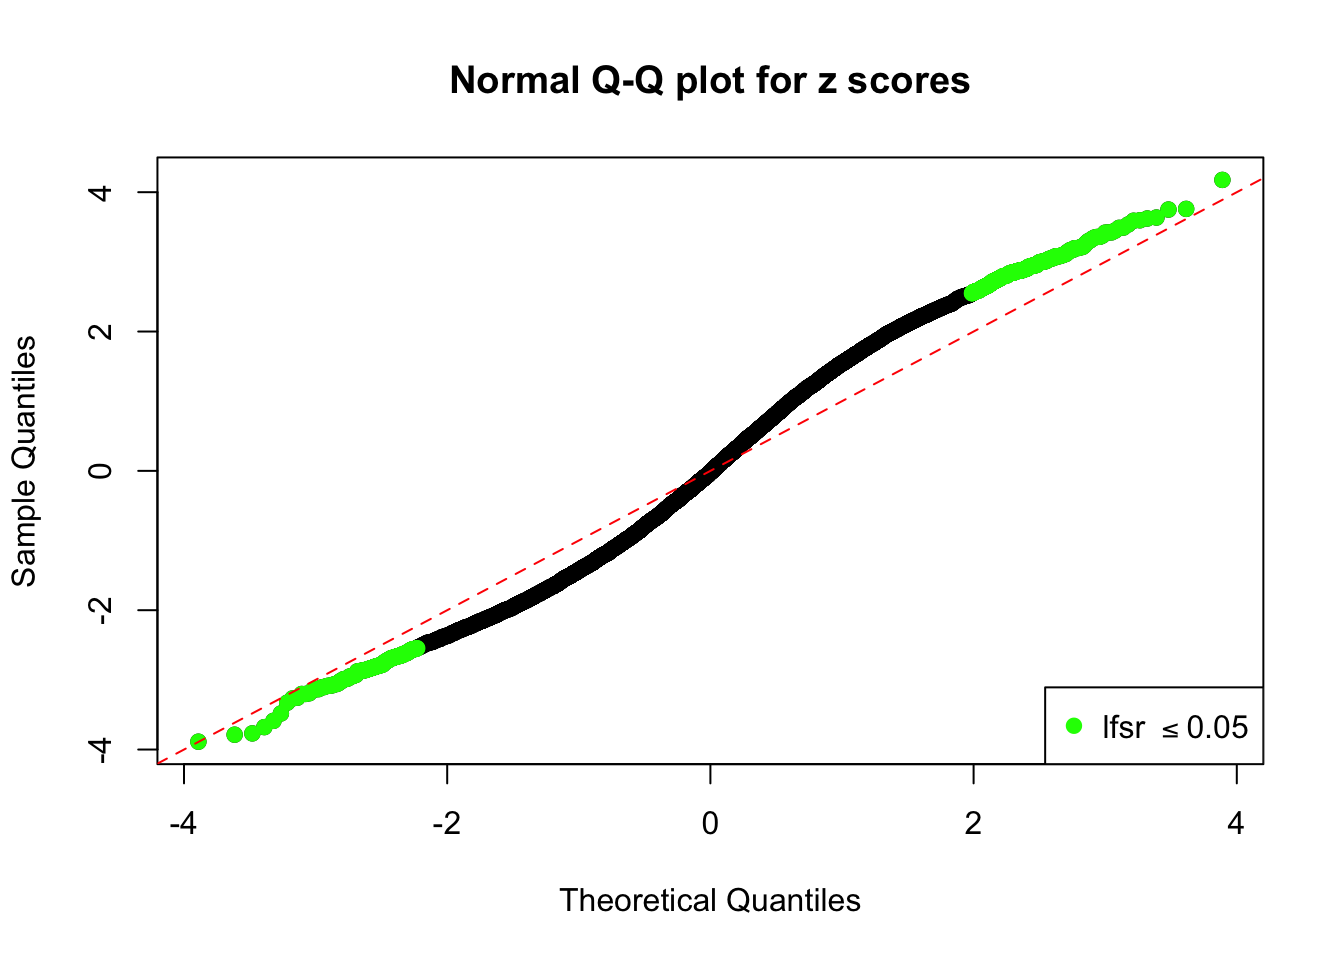 Normal Q-Q plot for z scores
Sample Quantiles
4
2
0
-2
-4
-4 -2 0 2 4
Theoretical Quantiles
lfsr ≤ 0.05